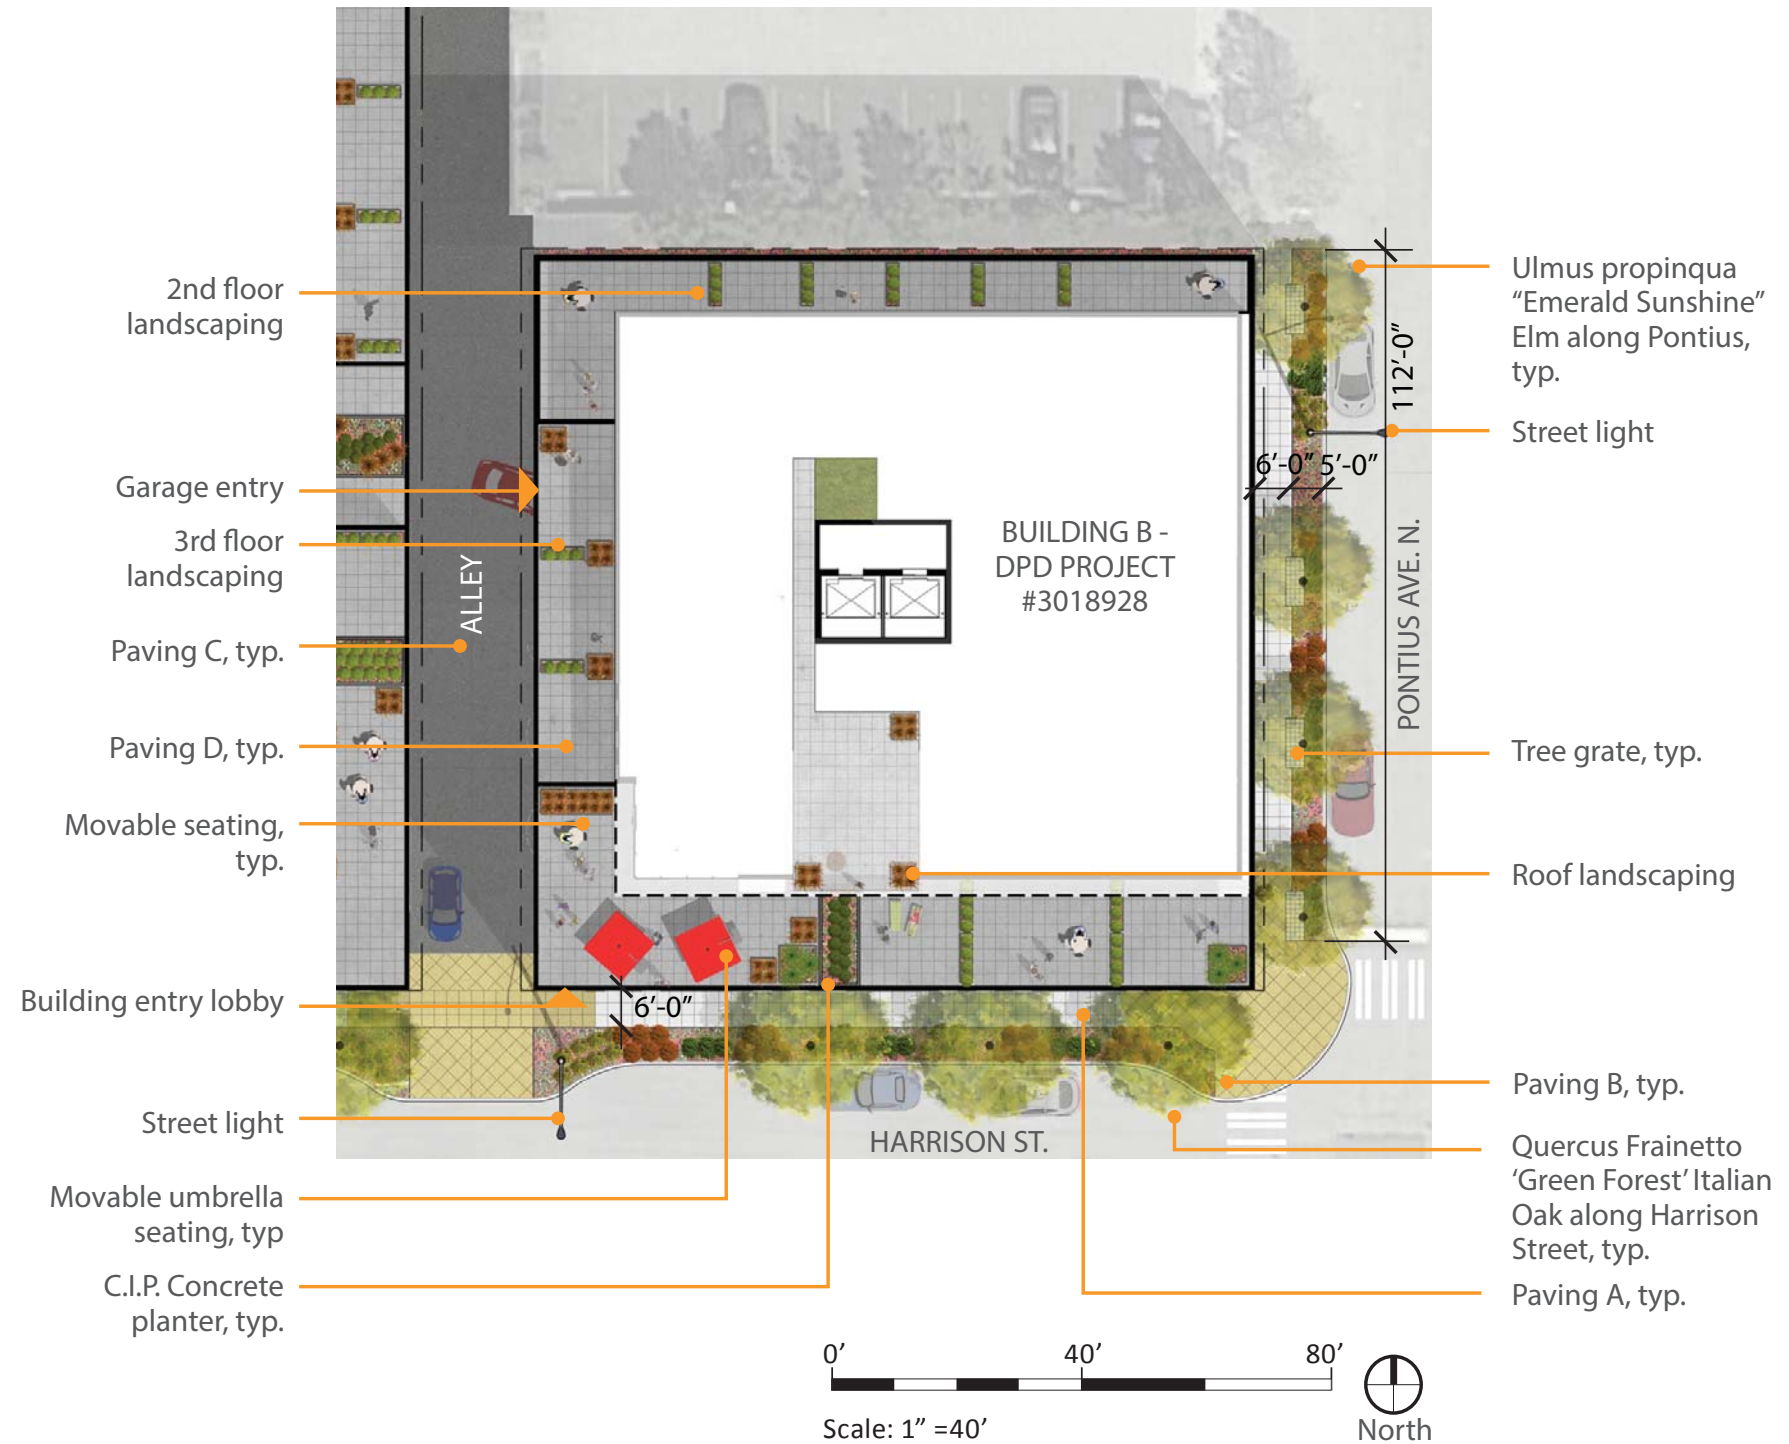 2nd floor
landscaping
Garage entry
3rd floor
landscaping
Paving C, typ.
Paving D, typ.
Movable seating,
typ.
Building entry lobby
Street light
Movable umbrella
seating, typ
C.I.P. Concrete
planter, typ.
ALLEY
BUILDING B -
DPD PROJECT
#3018928
6’-0”
HARRISON ST.
6’-0”
5’-0”
112’-0”
PONTIUS AVE. N.
Ulmus propinqua
“Emerald Sunshine”
Elm along Pontius,
typ.
Street light
Tree grate, typ.
Roof landscaping
Paving B, typ.
Quercus Frainetto
‘Green Forest’ Italian
Oak along Harrison
Street, typ.
Paving A, typ.
0’ 40’ 80’
Scale: 1” =40’
North